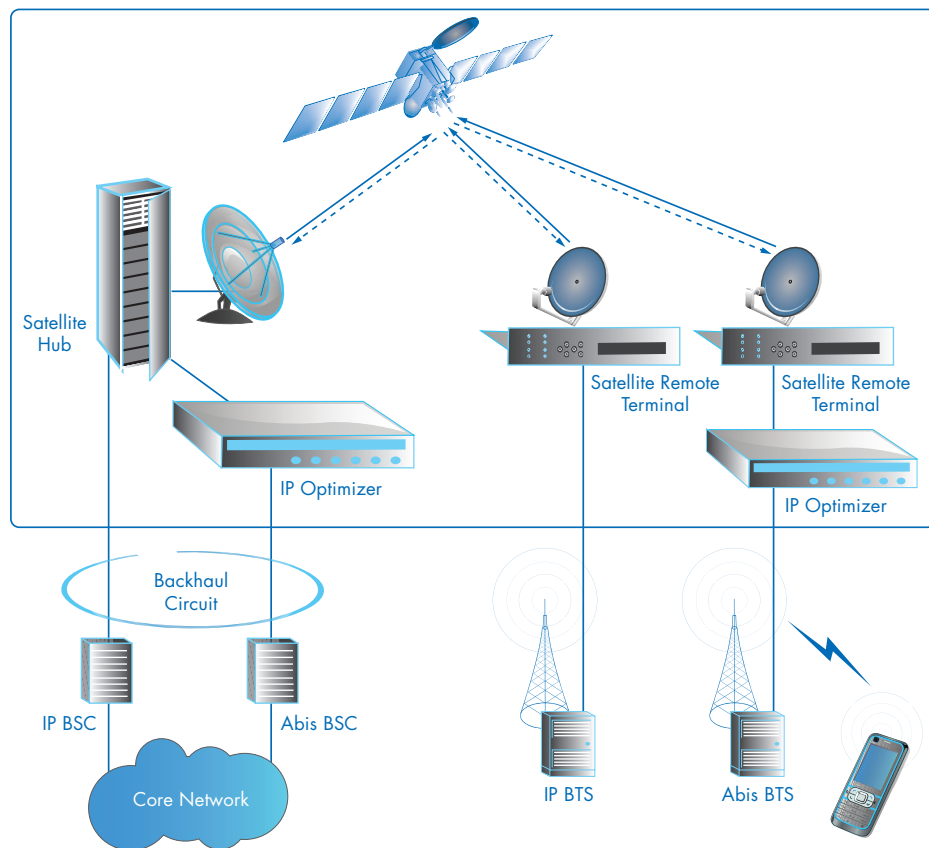 Satellite
Hub
Satellite Remote
Terminal
Satellite Remote
Terminal
IP Optimizer
IP Optimizer
Backhaul
Circuit
IP BSC
Abis BSC
Core Network
IP BTS
Abis BTS